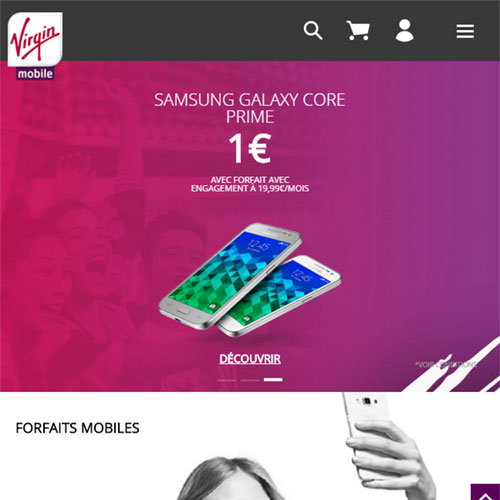 Virgin
mobile
SAMSUNG GALAXY CORE
PRIME
1€
AVEC FORFAIT AVEC
ENGAGEMENT À 19,99€/MOIS
12:45
12:45
DÉCOUVRIR
*VOIR CONDITIONS
FORFAITS MOBILES